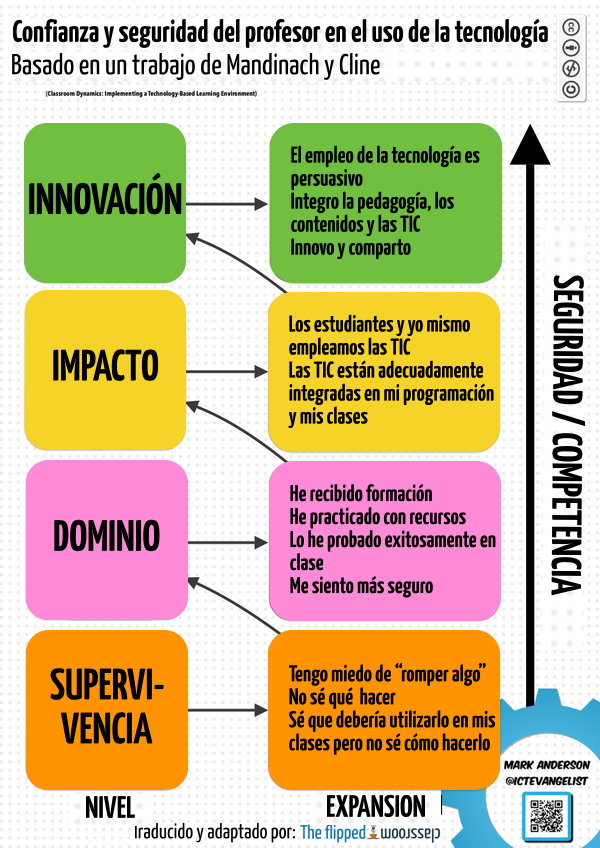 Confianza y seguridad del profesor en el uso de la tecnología
Basado en un trabajo de Mandinach y Cline
(Classroom Dynamics: Implementing a Technology-Based Learning Environment)
INNOVACIÓN
El empleo de la tecnología es
persuasivo
Integro la pedagogía, los
contenidos y las TIC
Innovo y comparto
IMPACTO
Los estudiantes y yo mismo
empleamos las TIC
Las TIC están adecuadamente
integradas en mi programación
y mis clases
DOMINIO
He recibido formación
He practicado con recursos
Lo he probado exitosamente en
clase
Me siento más seguro
SUPERVI-
VENCIA
Tengo miedo de “romper algo”
No sé qué hacer
Sé que debería utilizarlo en mis
clases pero no sé cómo hacerlo
SEGURIDAD / COMPETENCIA
NIVEL
EXPANSION
Traducido y adaptado por: The flipped classroom
MARK ANDERSON
@ICTEVANGELIST